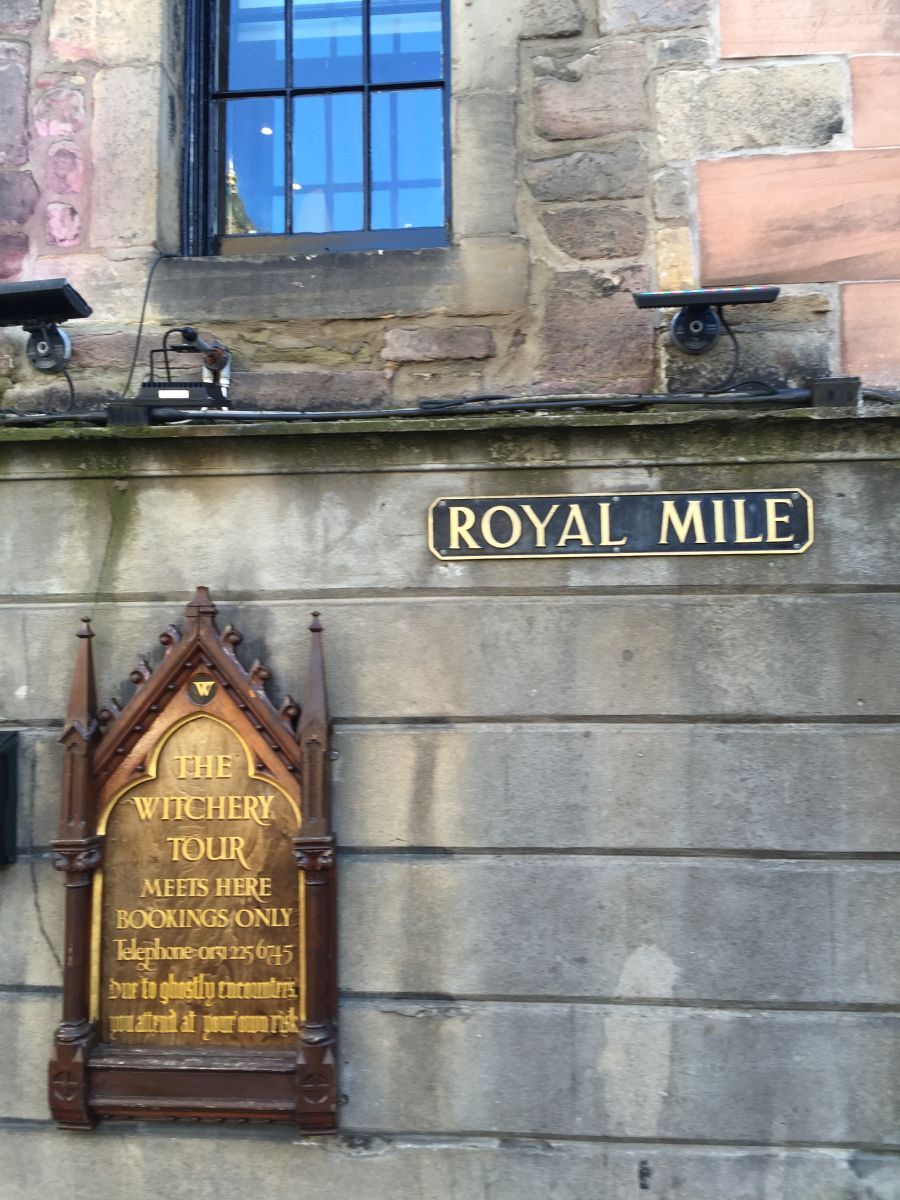 ROYAL MILE
W
THE
WITCHERY
TOUR
MEETS HERE
BOOKINGS ONLY
Telephone: 0131 225 6745
Due to ghostly encounters
you attend at your own risk